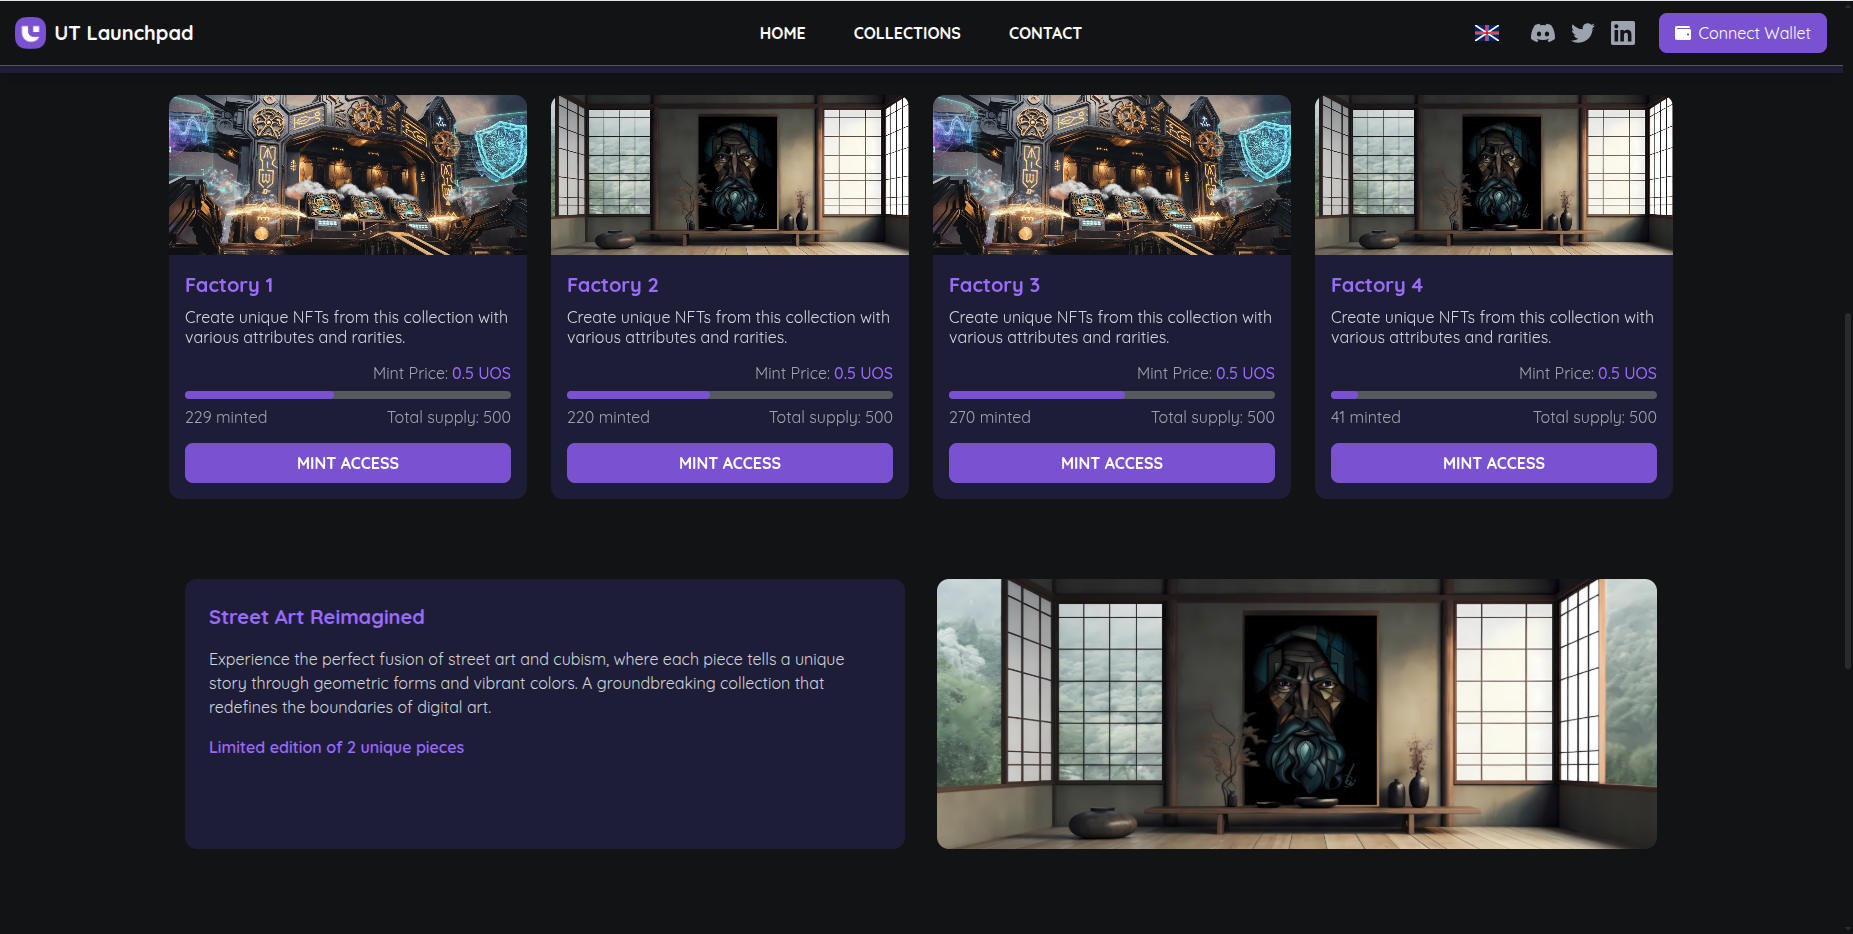 UT Launchpad
HOME
COLLECTIONS
CONTACT
Connect Wallet
Factory 1
Create unique NFTs from this collection with
various attributes and rarities.
Mint Price: 0.5 UOS
229 minted
Total supply: 500
MINT ACCESS
Factory 2
Create unique NFTs from this collection with
various attributes and rarities.
Mint Price: 0.5 UOS
220 minted
Total supply: 500
MINT ACCESS
Factory 3
Create unique NFTs from this collection with
various attributes and rarities.
Mint Price: 0.5 UOS
270 minted
Total supply: 500
MINT ACCESS
Factory 4
Create unique NFTs from this collection with
various attributes and rarities.
Mint Price: 0.5 UOS
41 minted
Total supply: 500
MINT ACCESS
Street Art Reimagined
Experience the perfect fusion of street art and cubism, where each piece tells a unique
story through geometric forms and vibrant colors. A groundbreaking collection that
redefines the boundaries of digital art.
Limited edition of 2 unique pieces